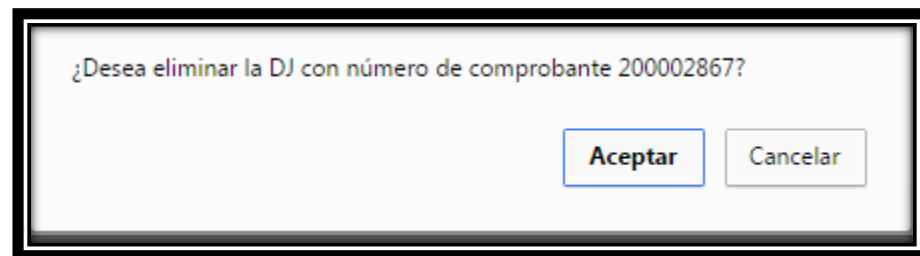 ¿Desea eliminar la DJ con número de comprobante 200002867?
Aceptar Cancelar